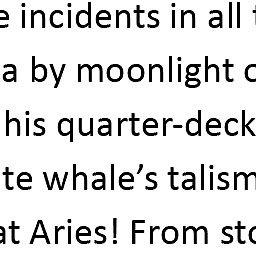 incidents in all
a by moonlight
his quarter-deck
te whale’s talism
at Aries! From sto